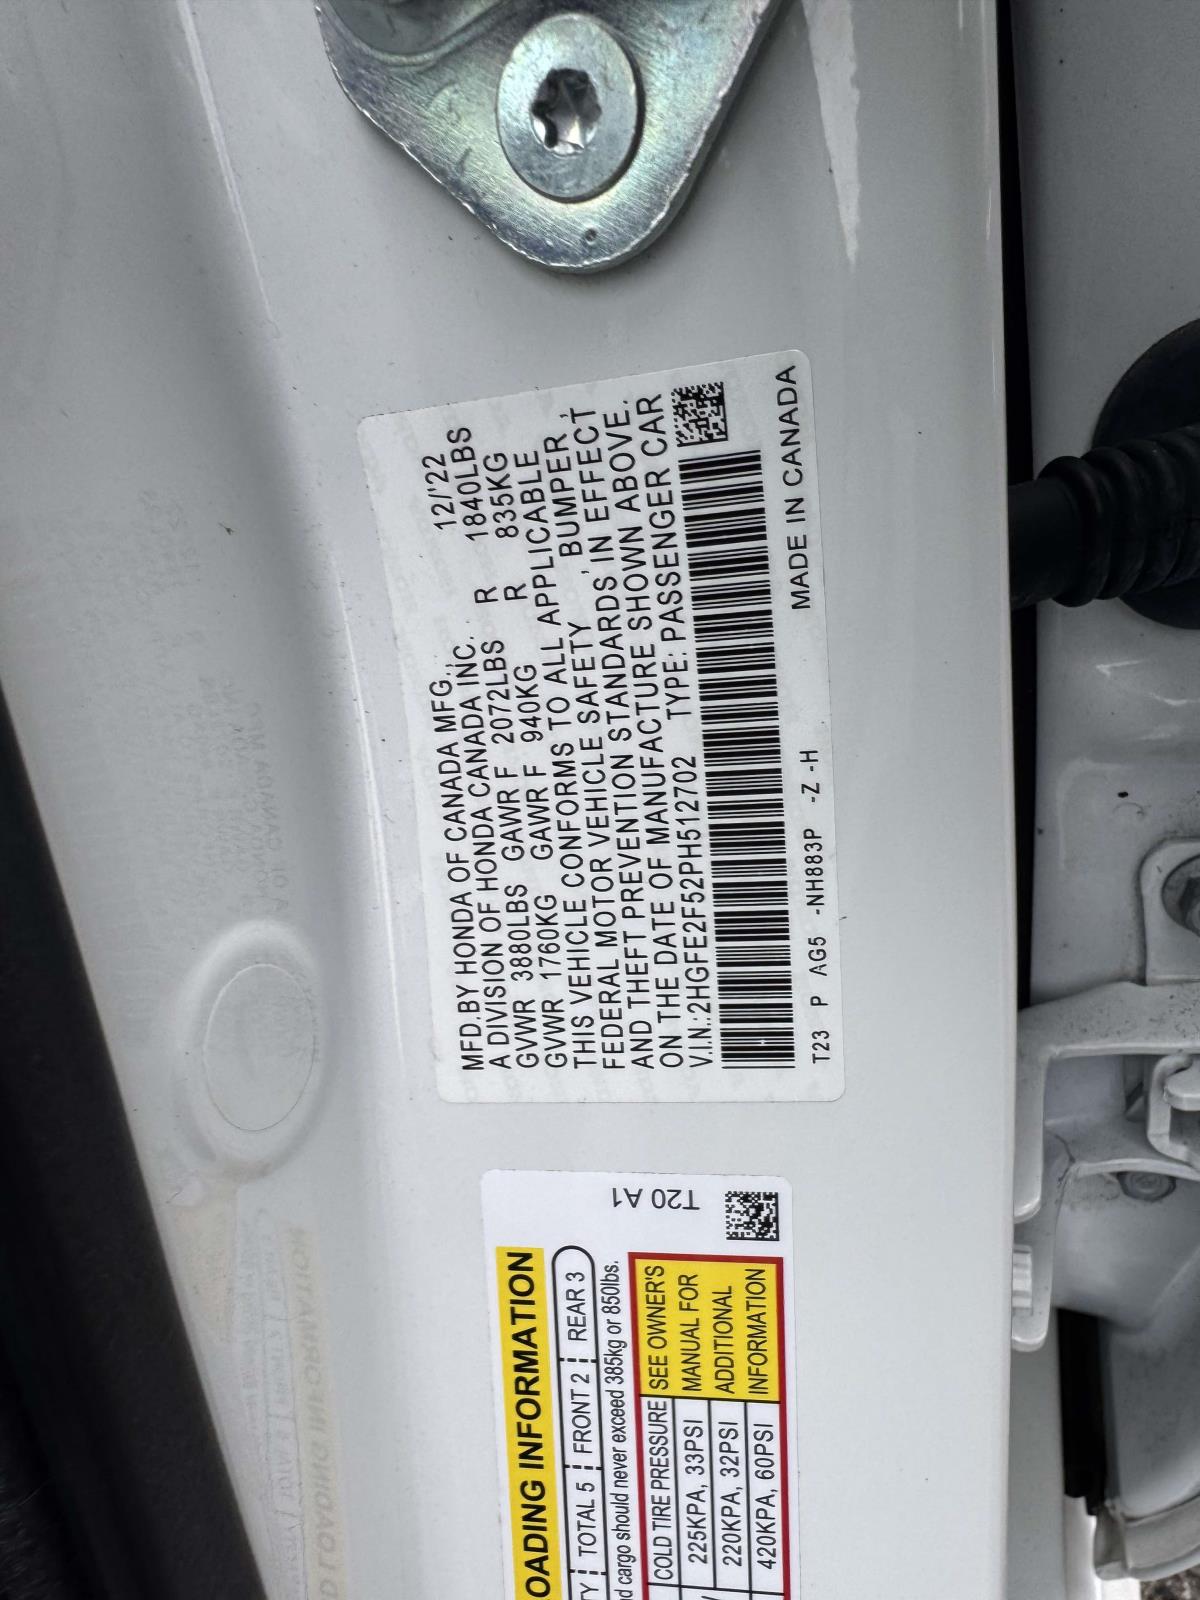 MFD.BY HONDA OF CANADA MFG., 12/'22
A DIVISION OF HONDA CANADA INC.
GVWR 3880LBS GAWR F 2072LBS R 1840LBS
GVWR 1760KG GAWR F 940KG R 835KG
THIS VEHICLE CONFORMS TO ALL APPLICABLE
FEDERAL MOTOR VEHICLE SAFETY , BUMPER ,
AND THEFT PREVENTION STANDARDS IN EFFECT
ON THE DATE OF MANUFACTURE SHOWN ABOVE.
V.I.N.:2HGFE2F52PH512702 TYPE: PASSENGER CAR
MADE IN CANADA
T23 P AG5 -NH883P -Z -H
T20 A1
OADING INFORMATION
TOTAL 5 FRONT 2 REAR 3
cargo should never exceed 385kg or 850lbs.
COLD TIRE PRESSURE
225KPA, 33PSI
220KPA, 32PSI
420KPA, 60PSI
SEE OWNER'S
MANUAL FOR
ADDITIONAL
INFORMATION